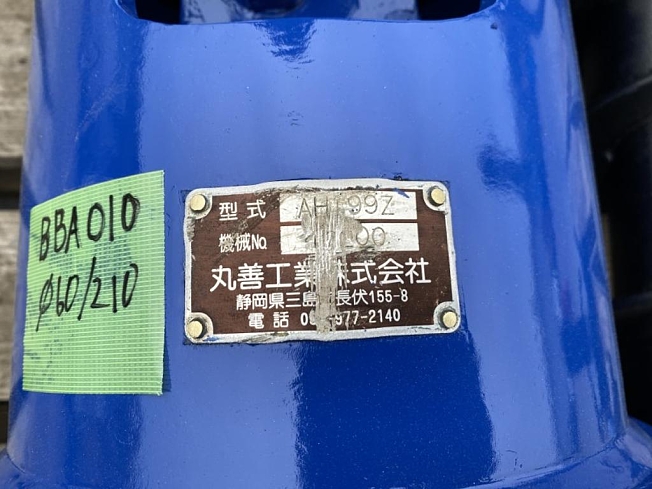 BBA010
φ60/210
型式
機械No.
丸善工業株式会社
静岡県三島 長伏155-8
電話 977-2140